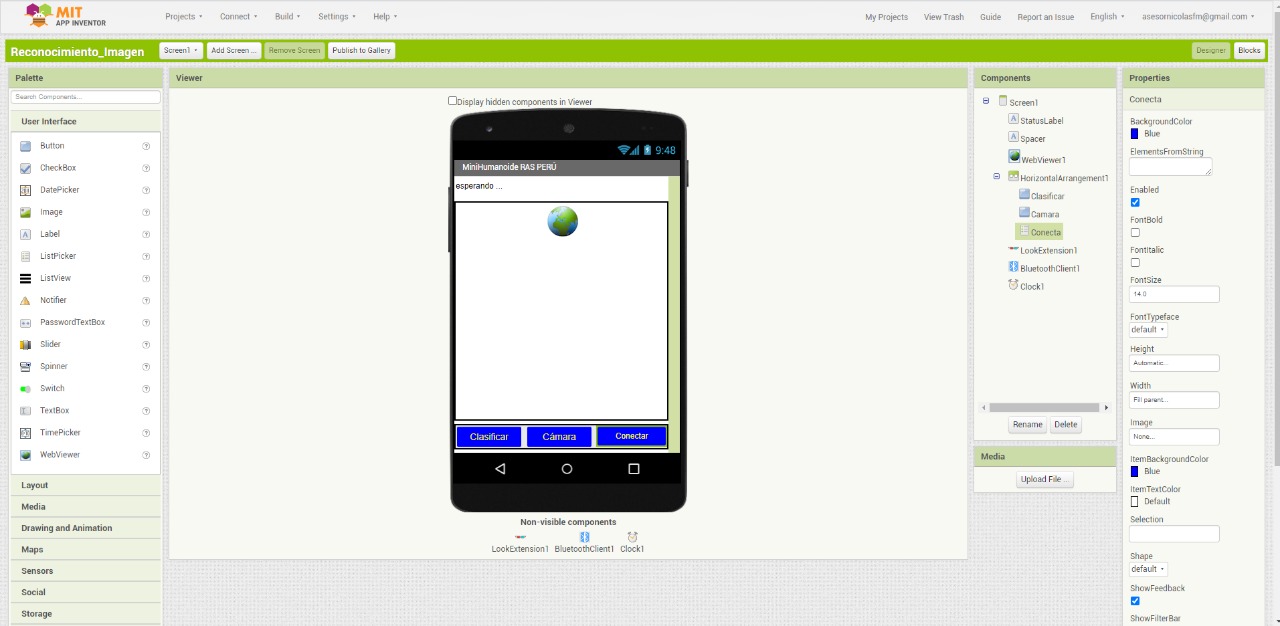 MIT
APP INVENTOR
Projects Connect Build Settings Help
My Projects View Trash Guide Report an Issue English asesornicolasfm@gmail.com
Reconocimiento_Imagen Screen1 Add Screen ... Remove Screen Publish to Gallery Designer Blocks
Palette
Search Components...
User Interface
Button
CheckBox
DatePicker
Image
Label
ListPicker
ListView
Notifier
PasswordTextBox
Slider
Spinner
Switch
TextBox
TimePicker
WebViewer
Layout
Media
Drawing and Animation
Maps
Sensors
Social
Storage
Viewer
Display hidden components in Viewer
9:48
MiniHumanoide RAS PERÚ
esperando ...
Clasificar Cámara Conectar
Non-visible components
LookExtension1 BluetoothClient1 Clock1
Components
Screen1
StatusLabel
Spacer
WebViewer1
HorizontalArrangement1
Clasificar
Camara
Conecta
LookExtension1
BluetoothClient1
Clock1
Rename Delete
Media
Upload File ...
Properties
Conecta
BackgroundColor
Blue
ElementsFromString
Enabled
FontBold
FontItalic
FontSize
14.0
FontTypeface
default
Height
Automatic...
Width
Fill parent...
Image
None...
ItemBackgroundColor
Blue
ItemTextColor
Default
Selection
Shape
default
ShowFeedback
ShowFilterBar